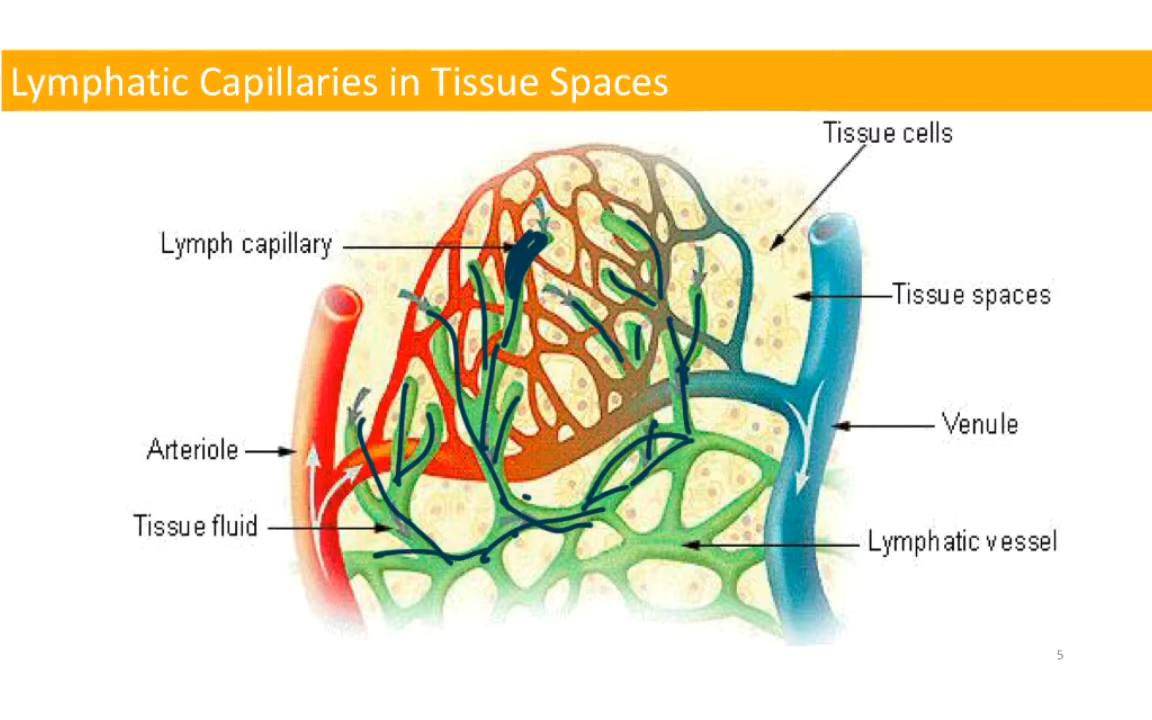 Lymphatic Capillaries in Tissue Spaces
Tissue cells
Lymph capillary
Tissue spaces
Arteriole
Venule
Tissue fluid
Lymphatic vessel
5